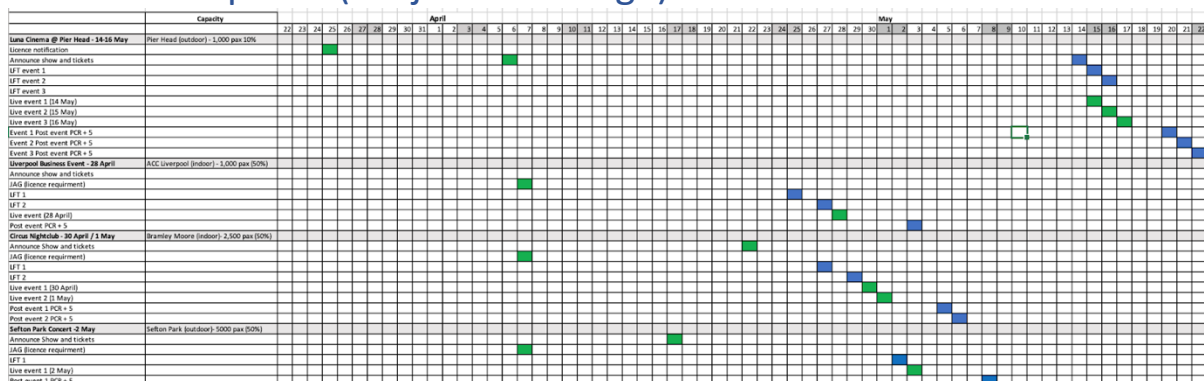 Capacity April May
22 23 24 25 26 27 28 29 30 31 1 2 3 4 5 6 7 8 9 10 11 12 13 14 15 16 17 18 19 20 21 22 23 24 25 26 27 28 29 30 1 2 3 4 5 6 7 8 9 10 11 12 13 14 15 16 17 18 19 20 21 22
Luna Cinema @ Pier Head - 14-16 May Pier Head (outdoor) - 1,000 pax 10%
Licence notification
Announce show and tickets
LFT event 1
LFT event 2
LFT event 3
Live event 1 (14 May)
Live event 2 (15 May)
Live event 3 (16 May)
Event 1 Post event PCR + 5
Event 2 Post event PCR + 5
Event 3 Post event PCR + 5
Liverpool Business Event - 28 April ACC Liverpool (indoor) - 1,000 pax (50%)
Announce show and tickets
JAG (licence requirment)
LFT 1
LFT 2
Live event (28 April)
Post event PCR + 5
Circus Nightclub - 30 April / 1 May Bramley Moore (indoor)- 2,500 pax (50%)
Announce Show and tickets
JAG (licence requirment)
LFT 1
LFT 2
Live event 1 (30 April)
Live event 2 (1 May)
Post event 1 PCR + 5
Post event 2 PCR + 5
Sefton Park Concert -2 May Sefton Park (outdoor)- 5000 pax (50%)
Announce Show and tickets
JAG (licence requirment)
LFT 1
Live event 1 (2 May)
Post event 1 PCR + 5